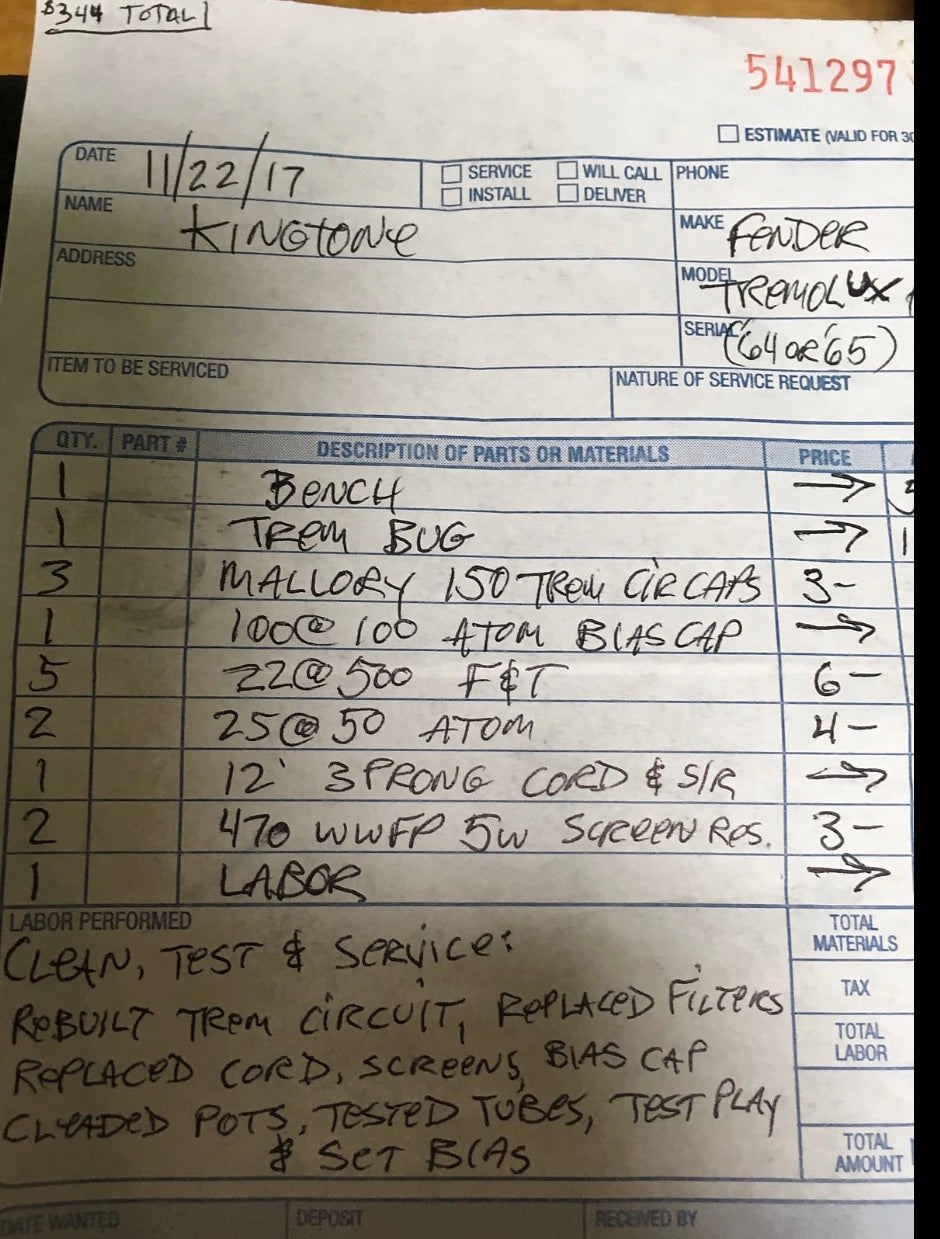 $344 TOTAL
541297
ESTIMATE (VALID FOR 30
DATE 11/22/17
SERVICE WILL CALL
INSTALL DELIVER
PHONE
NAME KINGTONE
MAKE FENDER
ADDRESS
MODEL TREMOLUX
SERIAL (64 OR 65)
ITEM TO BE SERVICED
NATURE OF SERVICE REQUEST
QTY. PART # DESCRIPTION OF PARTS OR MATERIALS PRICE
1 BENCH →
1 TREM BUG → 1
3 MALLORY 150 TREM CIR CAPS 3-
1 100@100 ATOM BIAS CAP →
5 22@500 F&T 6-
2 25@50 ATOM 4-
1 12' 3 PRONG CORD & S/R →
2 470 WWFP 5W SCREEN RES. 3-
1 LABOR →
LABOR PERFORMED
CLEAN, TEST & SERVICE:
REBUILT TREM CIRCUIT, REPLACED FILTERS
REPLACED CORD, SCREENS, BIAS CAP
CLEADED POTS, TESTED TUBES, TEST PLAY
& SET BIAS
TOTAL MATERIALS
TAX
TOTAL LABOR
TOTAL AMOUNT
DATE WANTED DEPOSIT RECEIVED BY